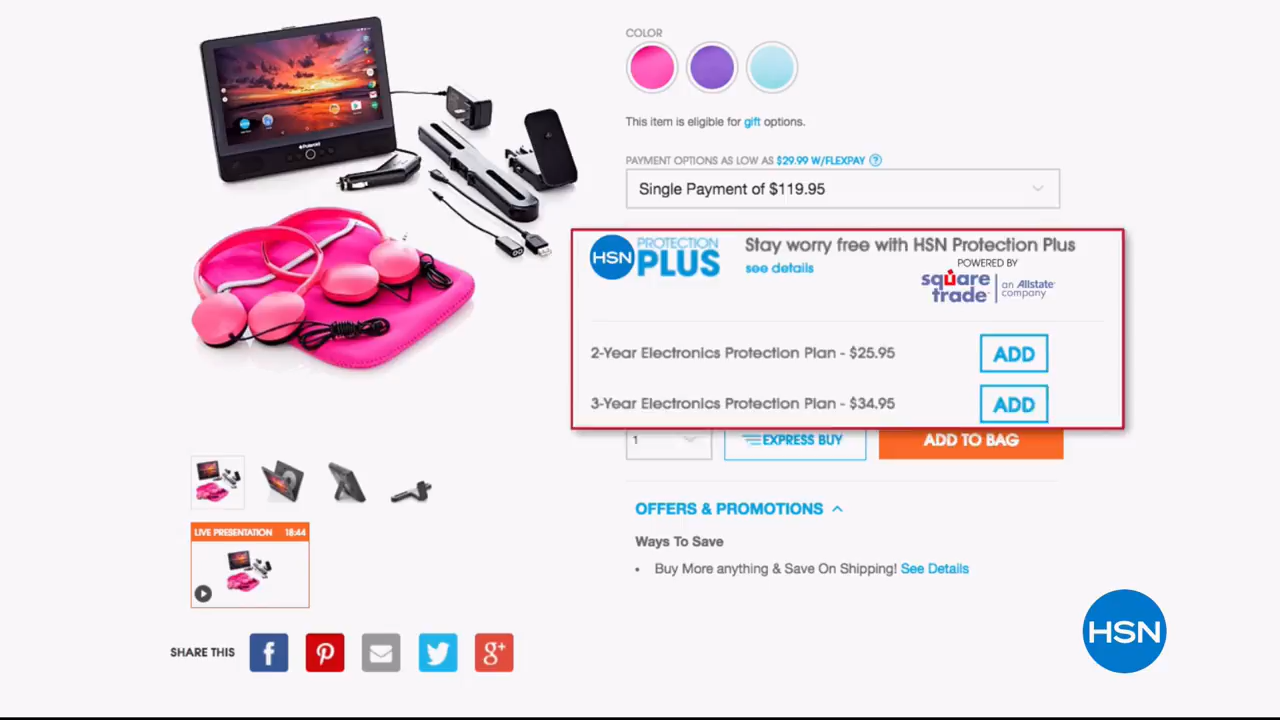 COLOR
This item is eligible for gift options.
PAYMENT OPTIONS AS LOW AS $29.99 W/FLEXPAY ?
Single Payment of $119.95
HSN PROTECTION PLUS
Stay worry free with HSN Protection Plus
see details
POWERED BY
square trade
an Allstate company
2-Year Electronics Protection Plan - $25.95
ADD
3-Year Electronics Protection Plan - $34.95
ADD
1
EXPRESS BUY
ADD TO BAG
OFFERS & PROMOTIONS
Ways To Save
• Buy More anything & Save On Shipping! See Details
Polaroid
LIVE PRESENTATION 18:44
SHARE THIS
f
g+
HSN